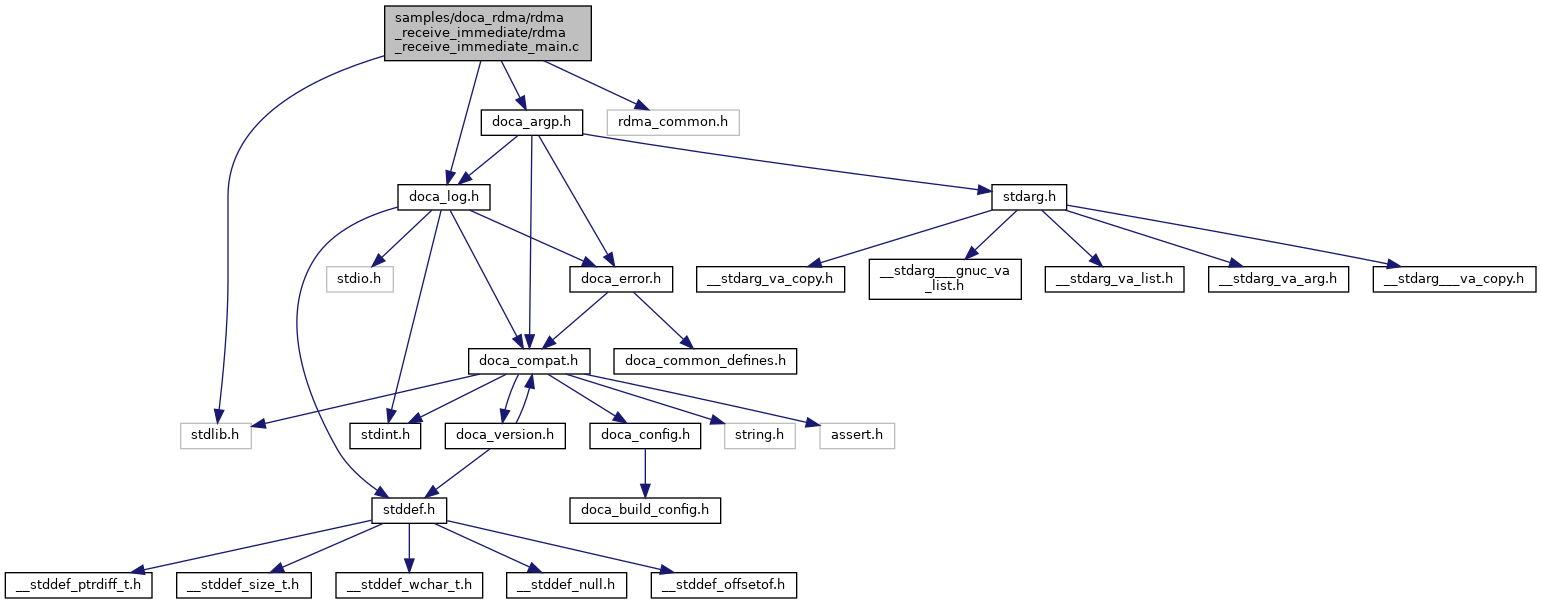 samples/doca_rdma/rdma
_receive_immediate/rdma
_receive_immediate_main.c
doca_argp.h
rdma_common.h
doca_log.h
stdarg.h
stdio.h
doca_error.h
__stdarg_va_copy.h
__stdarg___gnuc_va
_list.h
__stdarg_va_list.h
__stdarg_va_arg.h
__stdarg___va_copy.h
doca_compat.h
doca_common_defines.h
stdlib.h
stdint.h
doca_version.h
doca_config.h
string.h
assert.h
stddef.h
doca_build_config.h
__stddef_ptrdiff_t.h
__stddef_size_t.h
__stddef_wchar_t.h
__stddef_null.h
__stddef_offsetof.h